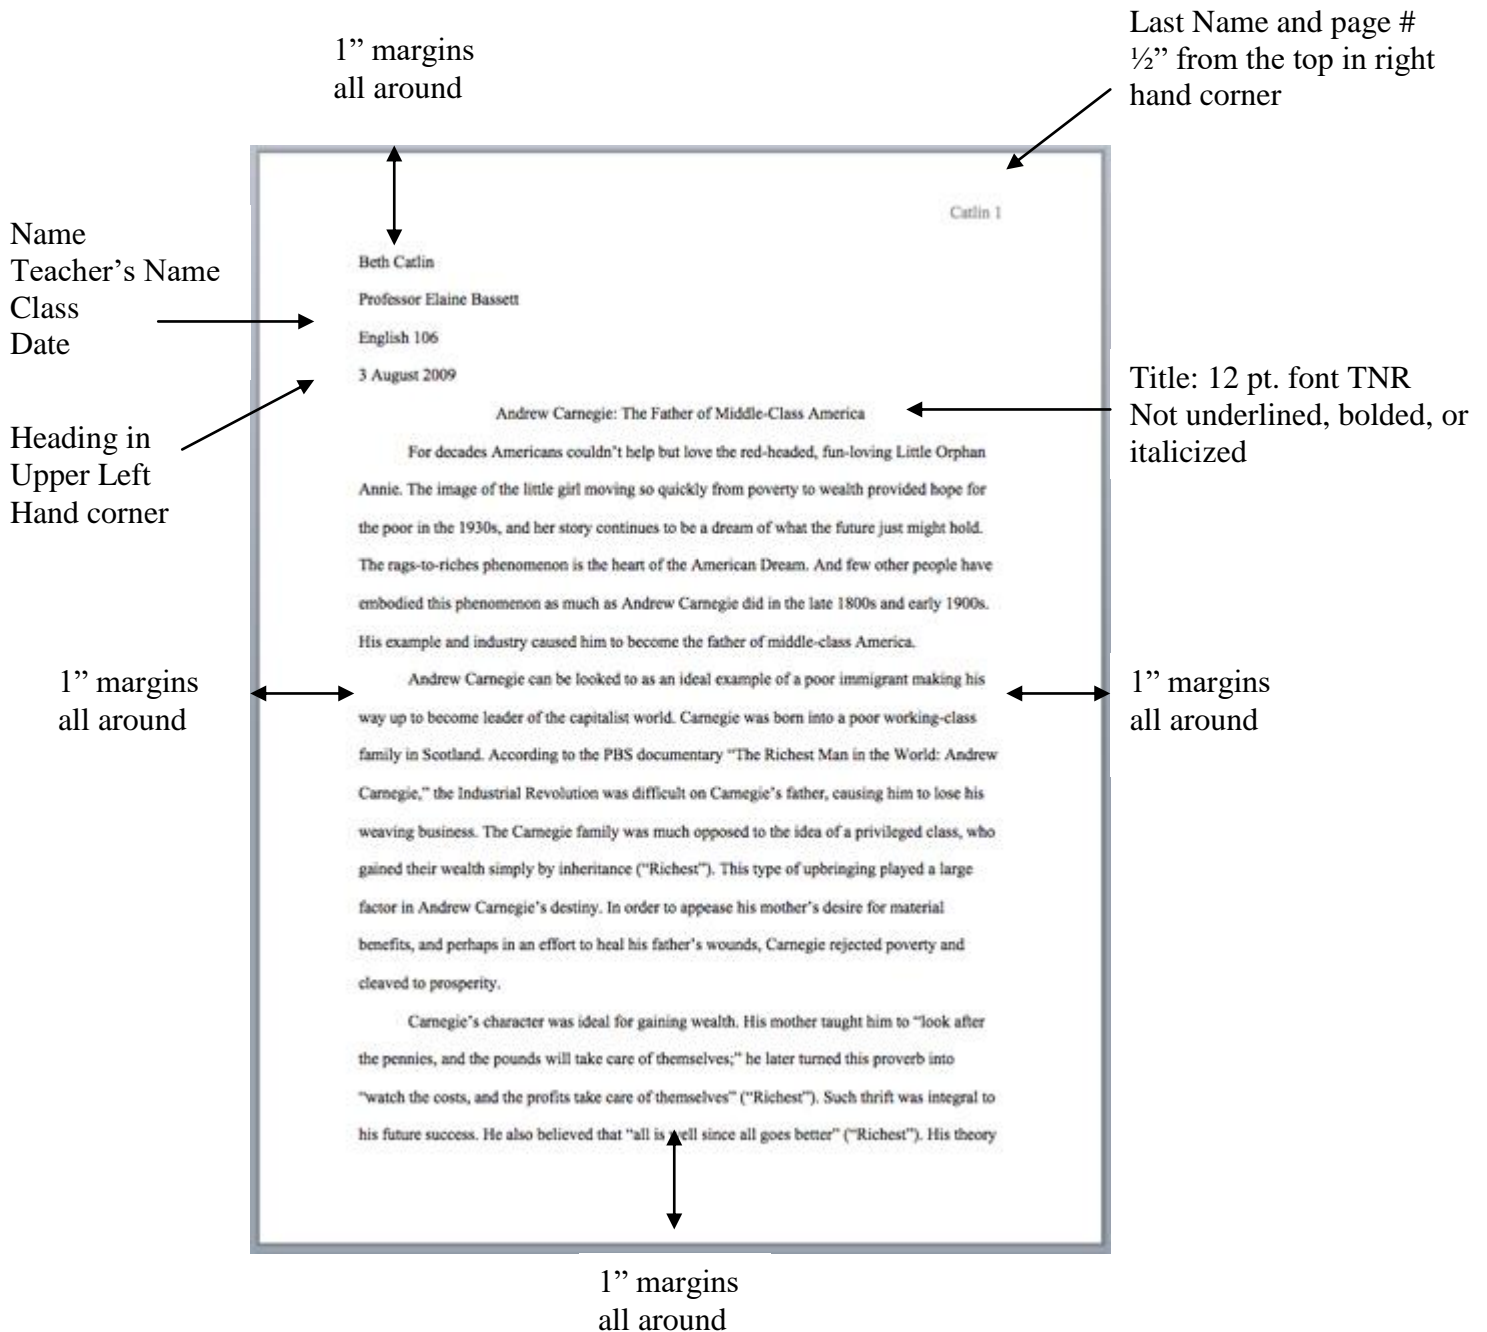 1” margins
all around
Last Name and page #
½” from the top in right
hand corner
Catlin 1
Name
Teacher’s Name
Class
Date
Heading in
Upper Left
Hand corner
Beth Catlin
Professor Elaine Bassett
English 106
3 August 2009
Andrew Carnegie: The Father of Middle-Class America
Title: 12 pt. font TNR
Not underlined, bolded, or
italicized
For decades Americans couldn’t help but love the red-headed, fun-loving Little Orphan
Annie. The image of the little girl moving so quickly from poverty to wealth provided hope for
the poor in the 1930s, and her story continues to be a dream of what the future just might hold.
The rags-to-riches phenomenon is the heart of the American Dream. And few other people have
embodied this phenomenon as much as Andrew Carnegie did in the late 1800s and early 1900s.
His example and industry caused him to become the father of middle-class America.
1” margins
all around
1” margins
all around
Andrew Carnegie can be looked to as an ideal example of a poor immigrant making his
way up to become leader of the capitalist world. Carnegie was born into a poor working-class
family in Scotland. According to the PBS documentary “The Richest Man in the World: Andrew
Carnegie,” the Industrial Revolution was difficult on Carnegie’s father, causing him to lose his
weaving business. The Carnegie family was much opposed to the idea of a privileged class, who
gained their wealth simply by inheritance (“Richest”). This type of upbringing played a large
factor in Andrew Carnegie’s destiny. In order to appease his mother’s desire for material
benefits, and perhaps in an effort to heal his father’s wounds, Carnegie rejected poverty and
cleaved to prosperity.
Carnegie’s character was ideal for gaining wealth. His mother taught him to “look after
the pennies, and the pounds will take care of themselves;” he later turned this proverb into
“watch the costs, and the profits take care of themselves” (“Richest”). Such thrift was integral to
his future success. He also believed that “all is well since all goes better” (“Richest”). His theory
1” margins
all around